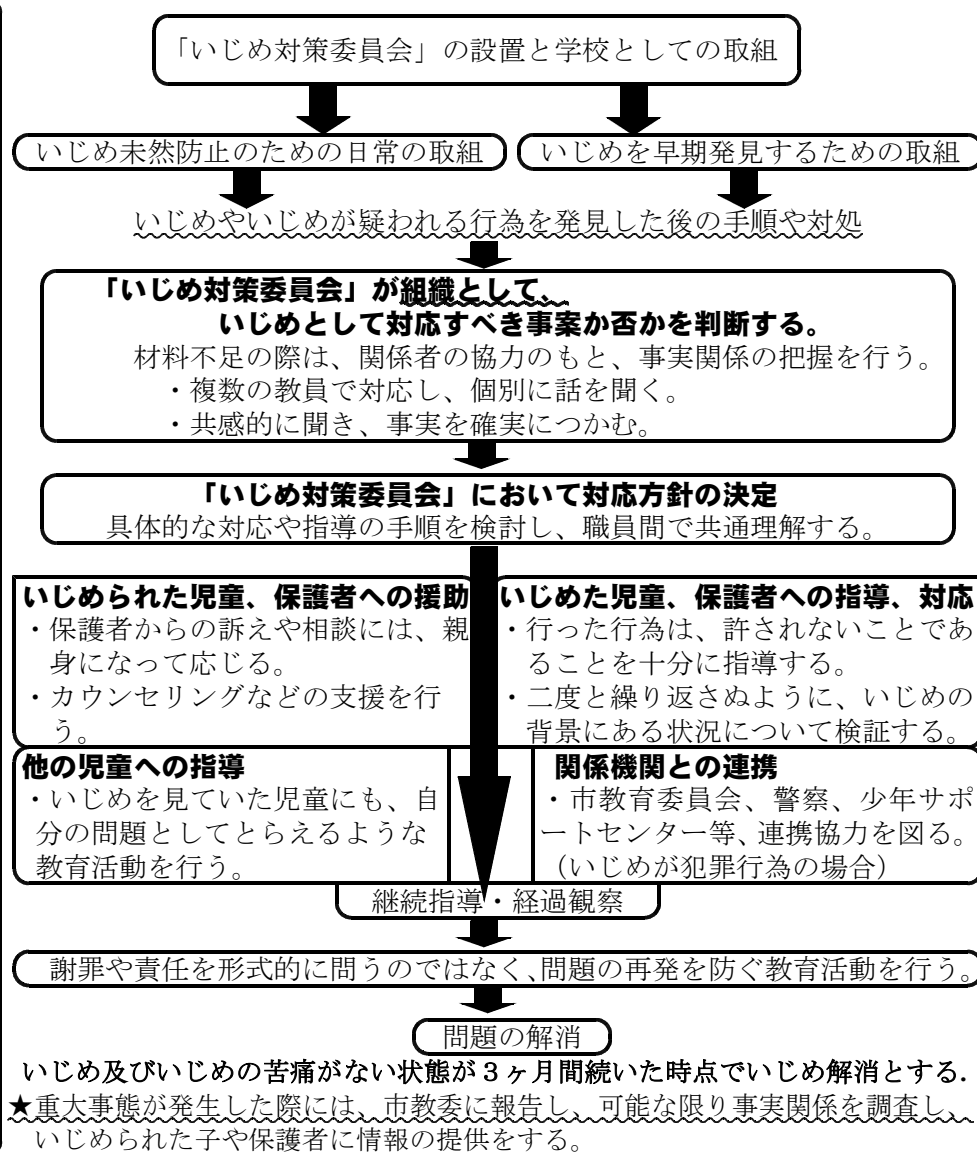 「いじめ対策委員会」の設置と学校としての取組
いじめ未然防止のための日常の取組
いじめを早期発見するための取組
いじめやいじめが疑われる行為を発見した後の手順や対処
「いじめ対策委員会」が組織として、
いじめとして対応すべき事案か否かを判断する。
材料不足の際は、関係者の協力のもと、事実関係の把握を行う。
・複数の教員で対応し、個別に話を聞く。
・共感的に聞き、事実を確実につかむ。
「いじめ対策委員会」において対応方針の決定
具体的な対応や指導の手順を検討し、職員間で共通理解する。
いじめられた児童、保護者への援助
・保護者からの訴えや相談には、親
身になって応じる。
・カウンセリングなどの支援を行
う。
いじめた児童、保護者への指導、対応
・行った行為は、許されないことであ
ることを十分に指導する。
・二度と繰り返さぬように、いじめの
背景にある状況について検証する。
他の児童への指導
・いじめを見ていた児童にも、自
分の問題としてとらえるような
教育活動を行う。
関係機関との連携
・市教育委員会、警察、少年サポ
ートセンター等、連携協力を図る。
（いじめが犯罪行為の場合）
継続指導・経過観察
謝罪や責任を形式的に問うのではなく、問題の再発を防ぐ教育活動を行う。
問題の解消
いじめ及びいじめの苦痛がない状態が３ヶ月間続いた時点でいじめ解消とする.
★重大事態が発生した際には、市教委に報告し、可能な限り事実関係を調査し、
いじめられた子や保護者に情報の提供をする。